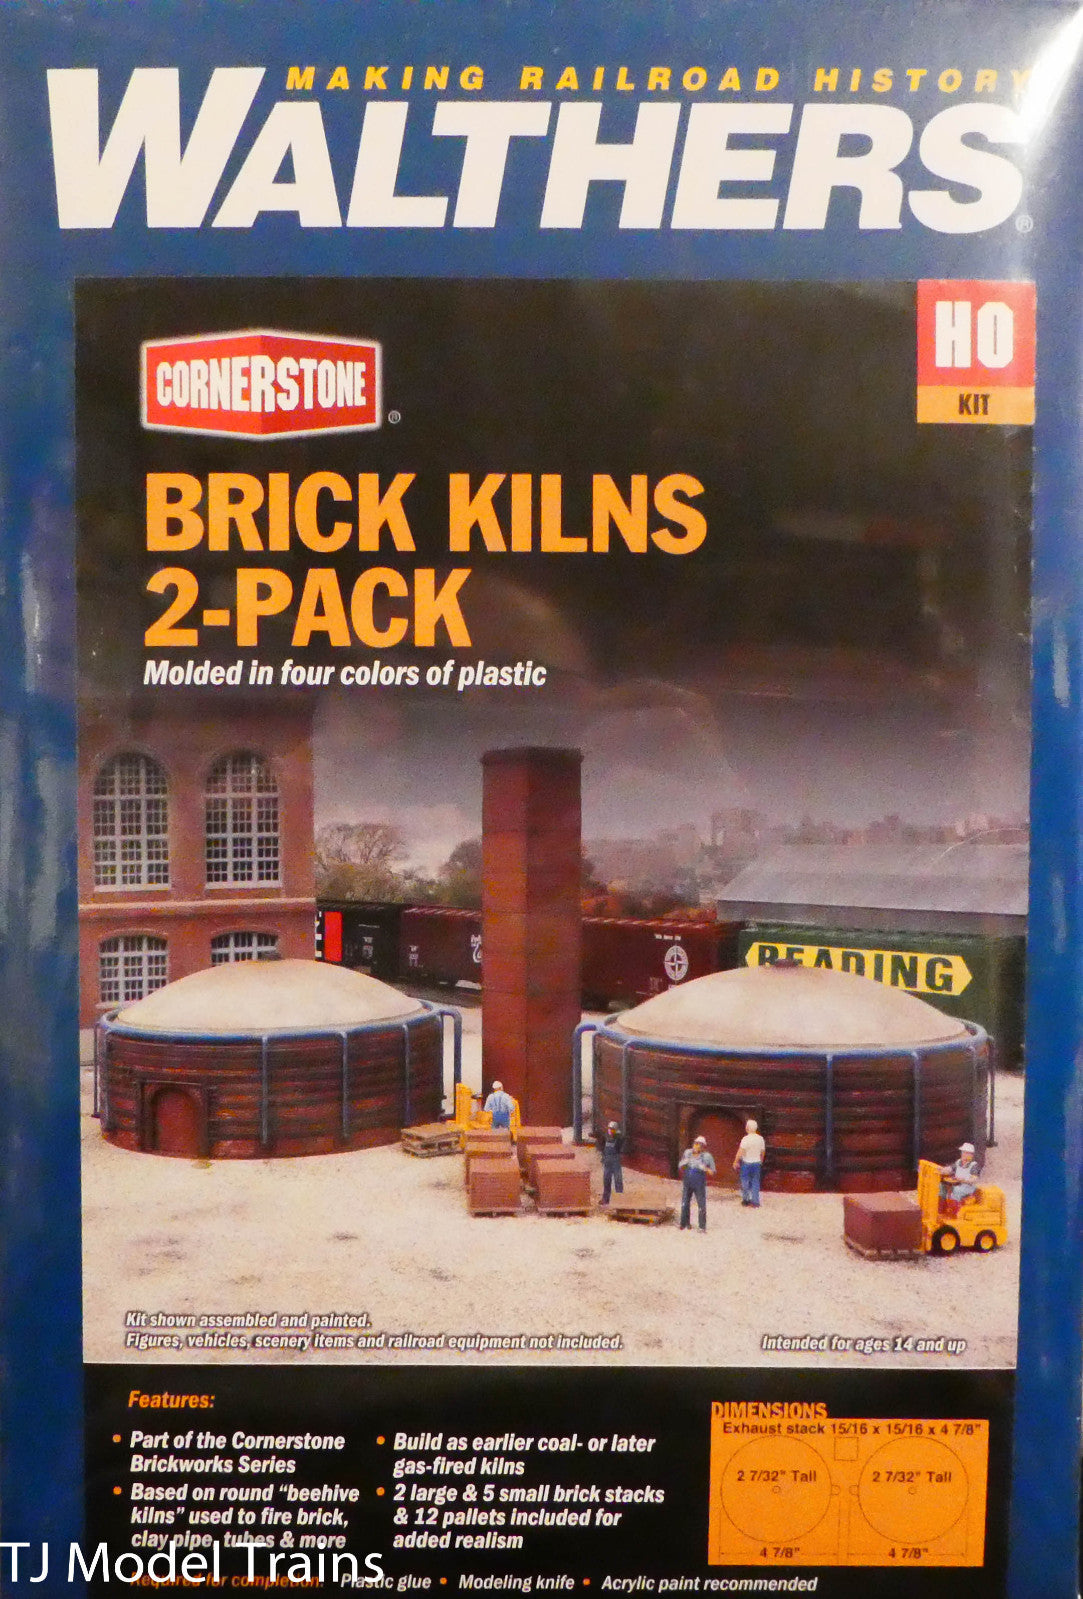 MAKING RAILROAD HISTORY
WALTHERS®
HO
KIT
CORNERSTONE®
BRICK KILNS
2-PACK
Molded in four colors of plastic
READING
Kit shown assembled and painted.
Figures, vehicles, scenery items and railroad equipment not included.
Intended for ages 14 and up
Features:
• Part of the Cornerstone
Brickworks Series
• Based on round "beehive
kilns" used to fire brick,
clay pipe, tubes & more
• Build as earlier coal- or later
gas-fired kilns
• 2 large & 5 small brick stacks
& 12 pallets included for
added realism
DIMENSIONS
Exhaust stack 15/16 x 15/16 x 4 7/8"
2 7/32" Tall
2 7/32" Tall
4 7/8"
4 7/8"
TJ Model Trains
Required for completion: Plastic glue • Modeling knife • Acrylic paint recommended